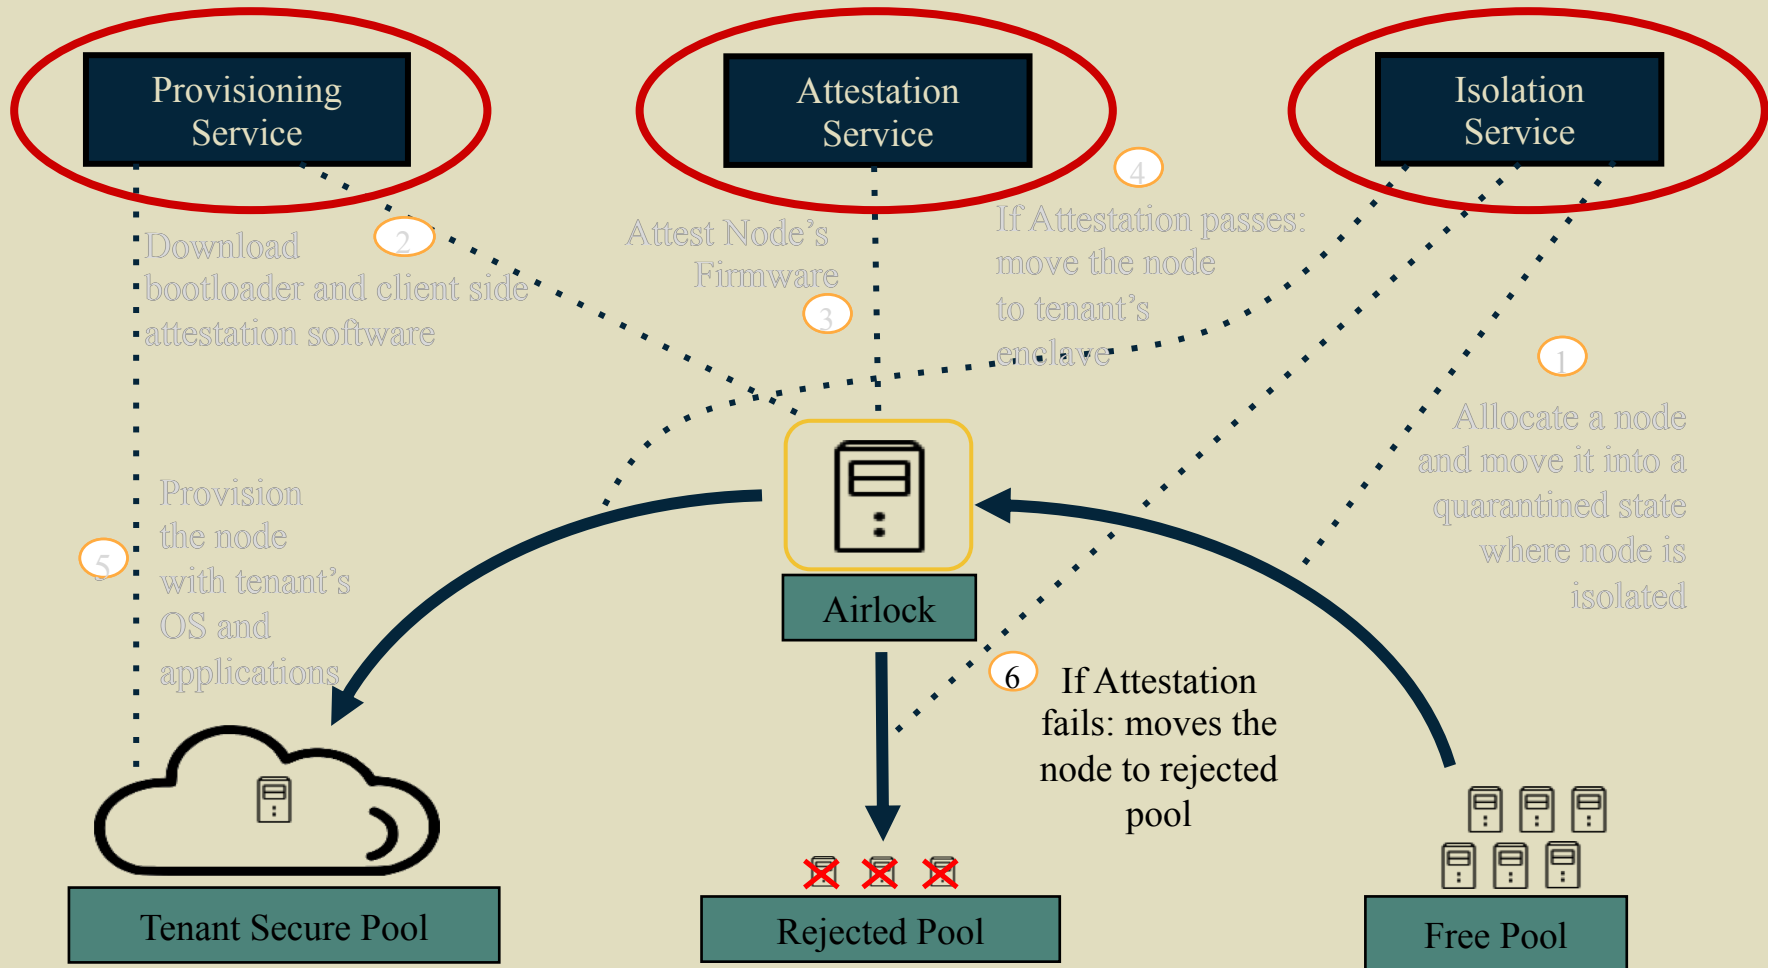 Provisioning
Service
Attestation
Service
Isolation
Service
4
2
Download
bootloader and client side
attestation software
Attest Node’s
Firmware
3
If Attestation passes:
move the node
to tenant’s
enclave
1
Allocate a node
and move it into a
quarantined state
where node is
isolated
5
Provision
the node
with tenant’s
OS and
applications
Airlock
6
If Attestation
fails: moves the
node to rejected
pool
Tenant Secure Pool
Rejected Pool
Free Pool